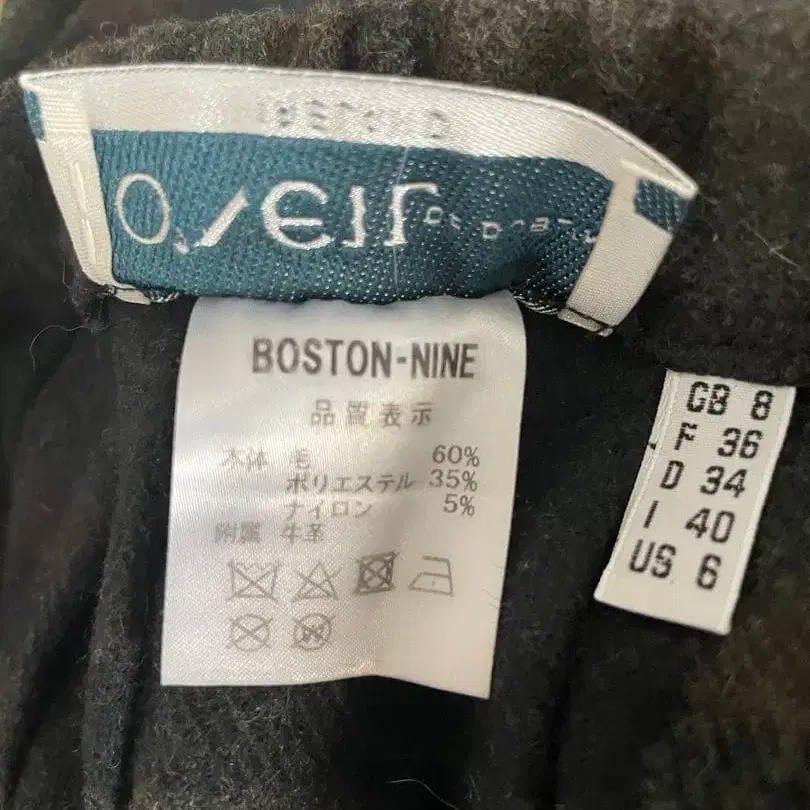 BOSTON-NINE
品質表示
本体 毛 60%
ポリエステル 35%
ナイロン 5%
附属 牛革
GB 8
F 36
D 34
I 40
US 6